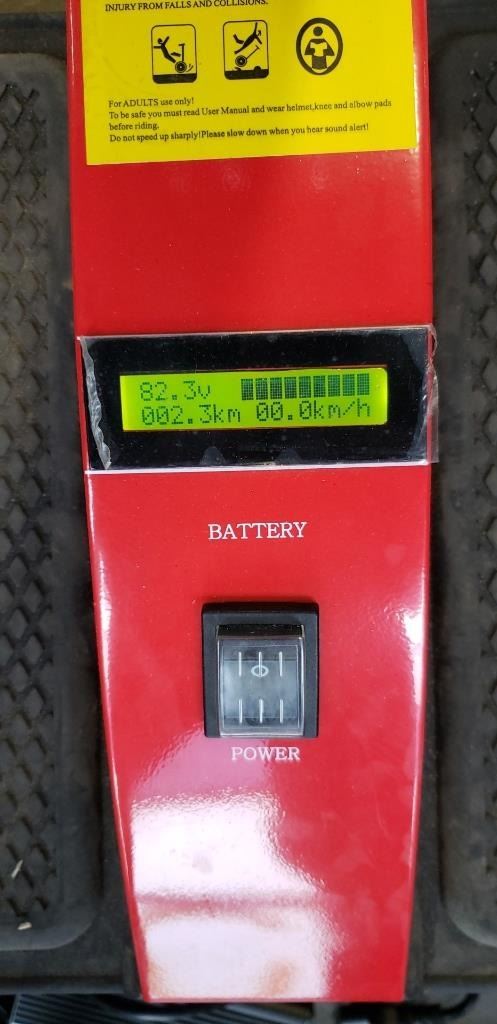 INJURY FROM FALLS AND COLLISIONS.
For ADULTS use only!
To be safe you must read User Manual and wear helmet,knee and elbow pads
before riding.
Do not speed up sharply!Please slow down when you hear sound alert!
82.3v
002.3km 00.0km/h
BATTERY
POWER